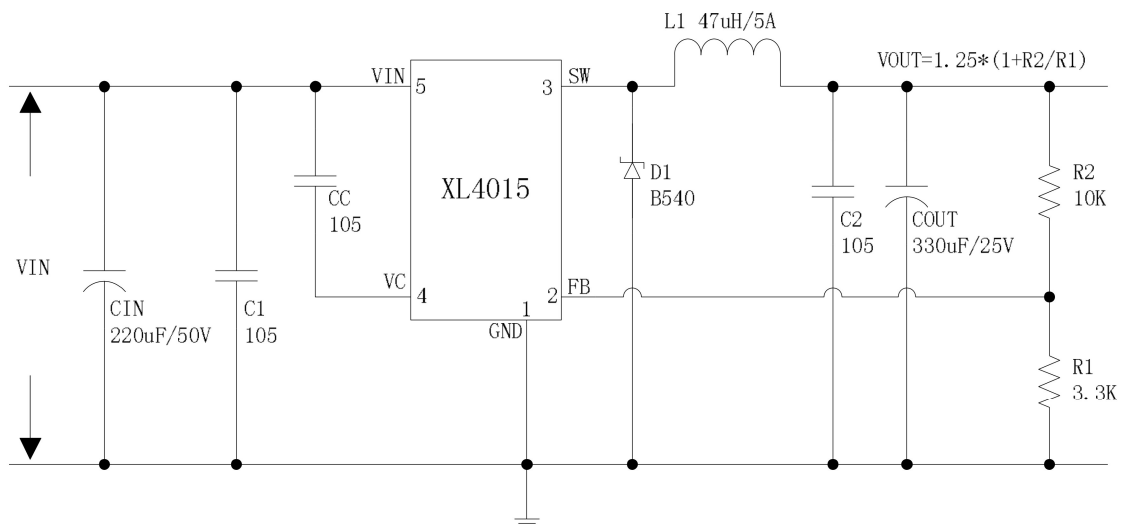 L1 47uH/5A
VOUT=1.25*(1+R2/R1)
VIN
5
3
SW
XL4015
CC
105
D1
B540
R2
10K
C2
105
COUT
330uF/25V
VIN
VC
4
2
FB
1
GND
CIN
220uF/50V
C1
105
R1
3.3K